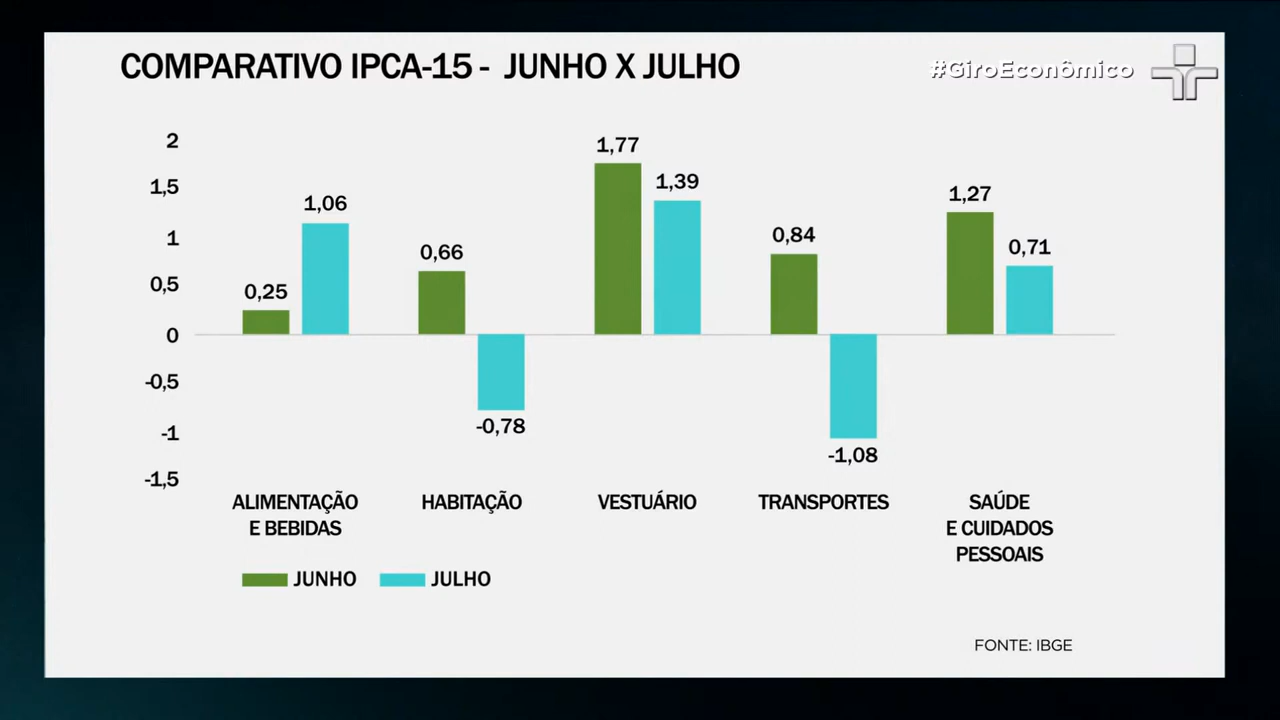 COMPARATIVO IPCA-15 - JUNHO X JULHO
#GiroEconômico
2
1,5
1
0,5
0
-0,5
-1
-1,5
0,25
1,06
0,66
-0,78
1,77
1,39
0,84
-1,08
1,27
0,71
ALIMENTAÇÃO
E BEBIDAS
HABITAÇÃO
VESTUÁRIO
TRANSPORTES
SAÚDE
E CUIDADOS
PESSOAIS
JUNHO
JULHO
FONTE: IBGE